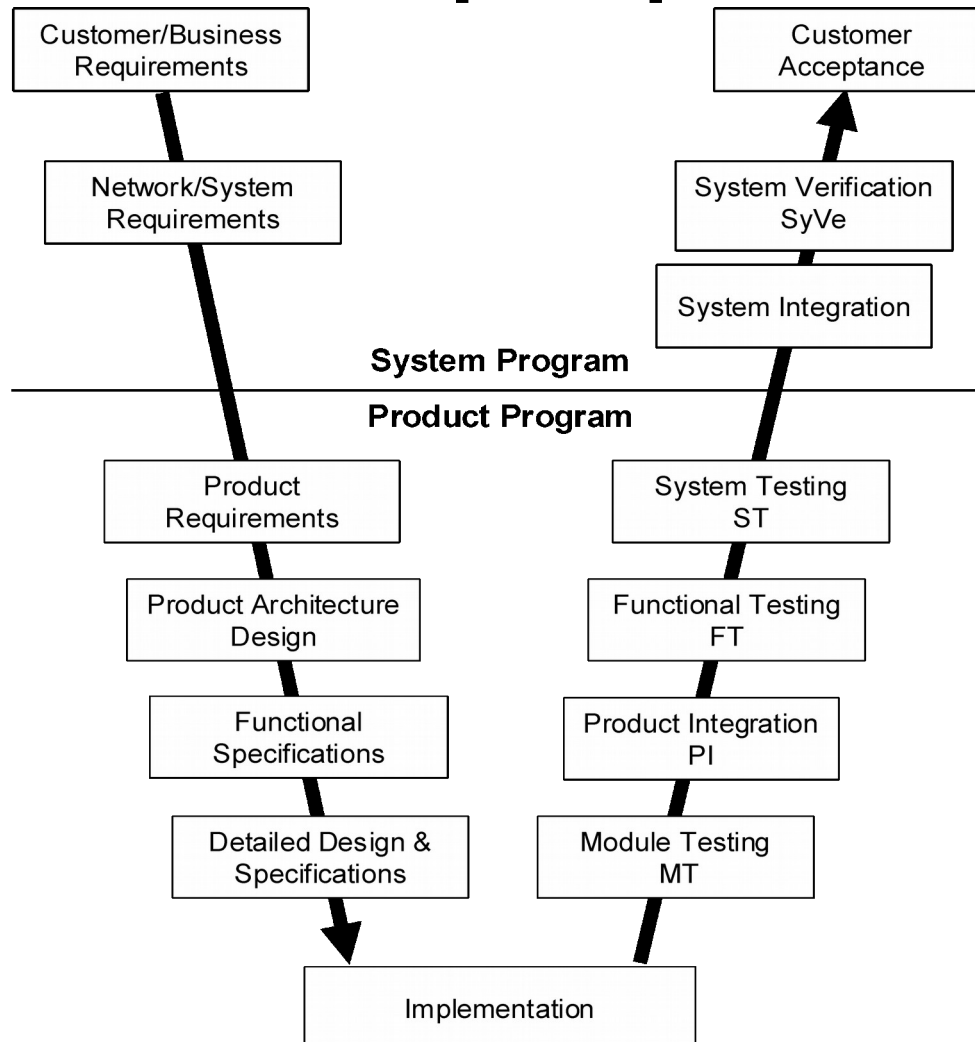 Customer/Business
Requirements
Customer
Acceptance
Network/System
Requirements
System Verification
SyVe
System Integration
System Program
Product Program
Product
Requirements
System Testing
ST
Product Architecture
Design
Functional Testing
FT
Functional
Specifications
Product Integration
PI
Detailed Design &
Specifications
Module Testing
MT
Implementation